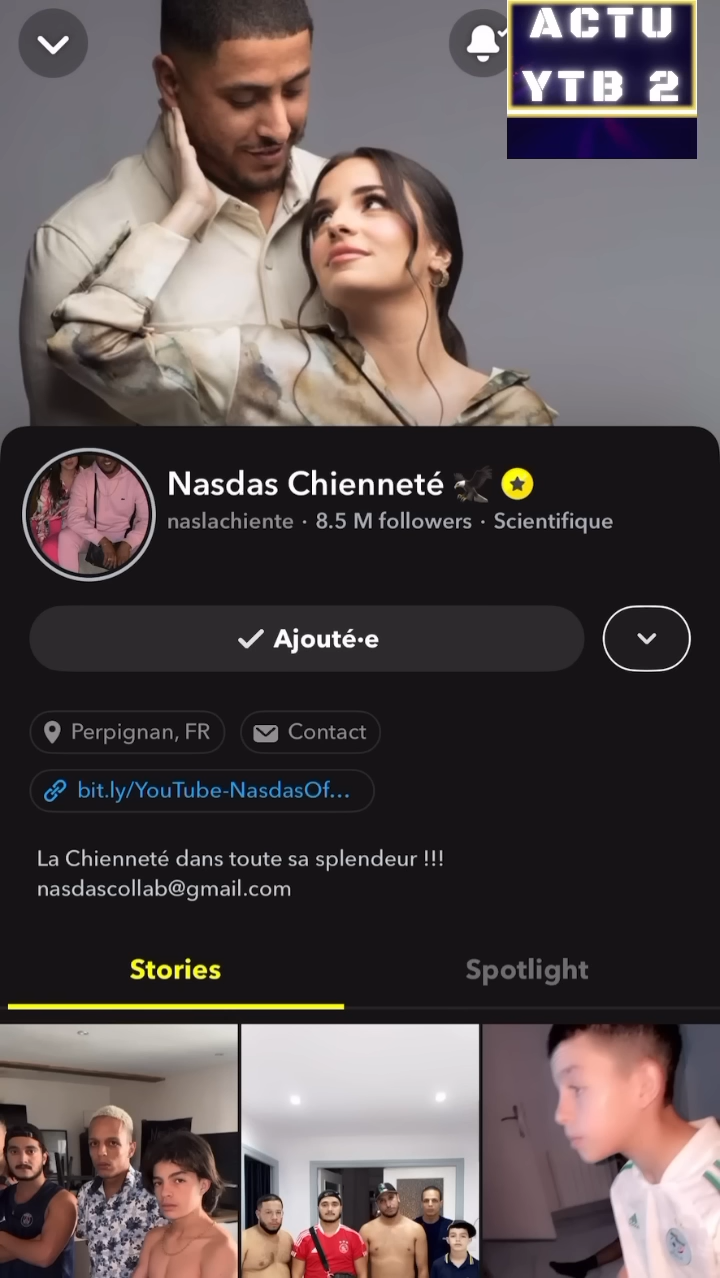 ACTU
YTB 2
Nasdas Chienneté
naslachiente · 8.5 M followers · Scientifique
Ajouté·e
Perpignan, FR
Contact
bit.ly/YouTube-NasdasOf...
La Chienneté dans toute sa splendeur !!!
nasdascollab@gmail.com
Stories
Spotlight